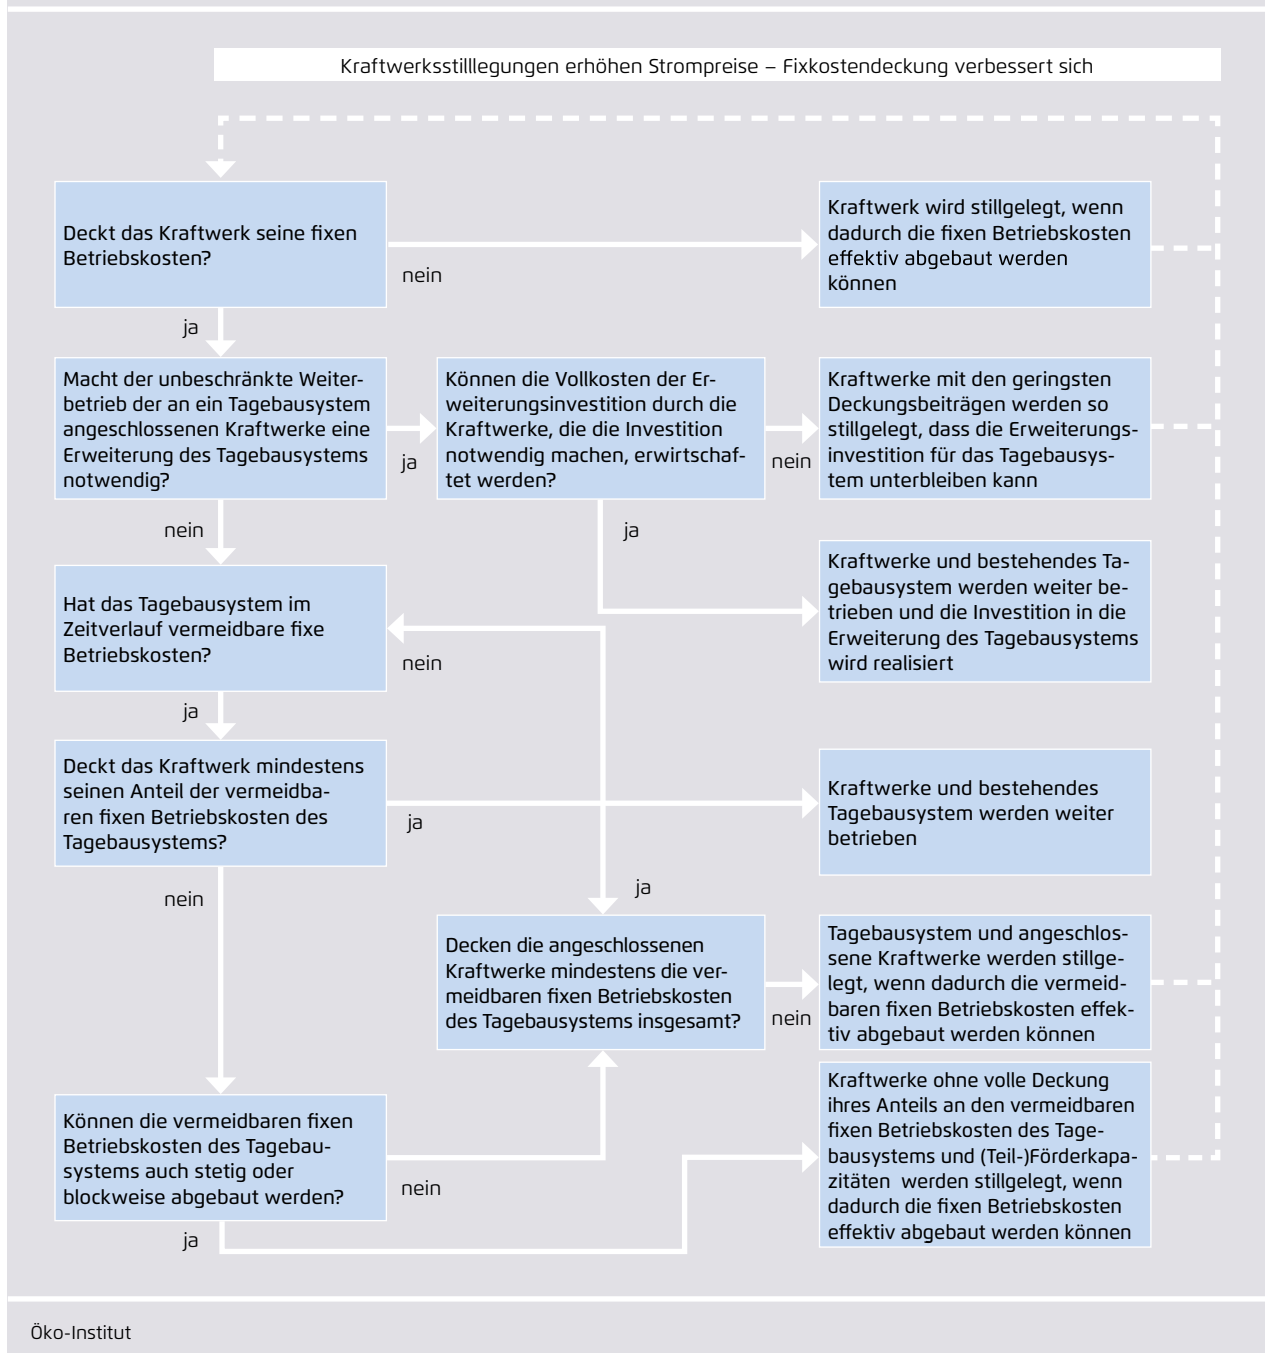 Kraftwerksstilllegungen erhöhen Strompreise – Fixkostendeckung verbessert sich
Deckt das Kraftwerk seine fixen
Betriebskosten?
nein
Kraftwerk wird stillgelegt, wenn
dadurch die fixen Betriebskosten
effektiv abgebaut werden
können
ja
Macht der unbeschränkte Weiter-
betrieb der an ein Tagebausystem
angeschlossenen Kraftwerke eine
Erweiterung des Tagebausystems
notwendig?
ja
Können die Vollkosten der Er-
weiterungsinvestition durch die
Kraftwerke, die die Investition
notwendig machen, erwirtschaf-
tet werden?
nein
Kraftwerke mit den geringsten
Deckungsbeiträgen werden so
stillgelegt, dass die Erweiterungs-
investition für das Tagebausys-
tem unterbleiben kann
nein
ja
Kraftwerke und bestehendes Ta-
gebausystem werden weiter be-
trieben und die Investition in die
Erweiterung des Tagebausystems
wird realisiert
Hat das Tagebausystem im
Zeitverlauf vermeidbare fixe
Betriebskosten?
nein
ja
Deckt das Kraftwerk mindestens
seinen Anteil der vermeidba-
ren fixen Betriebskosten des
Tagebausystems?
ja
Kraftwerke und bestehendes
Tagebausystem werden weiter
betrieben
nein
ja
Decken die angeschlossenen
Kraftwerke mindestens die ver-
meidbaren fixen Betriebskosten
des Tagebausystems insgesamt?
nein
Tagebausystem und angeschlos-
sene Kraftwerke werden stillge-
legt, wenn dadurch die vermeid-
baren fixen Betriebskosten effek-
tiv abgebaut werden können
Können die vermeidbaren fixen
Betriebskosten des Tagebau-
systems auch stetig oder
blockweise abgebaut werden?
nein
ja
Kraftwerke ohne volle Deckung
ihres Anteils an den vermeidbaren
fixen Betriebskosten des Tage-
bausystems und (Teil-)Förderkapa-
zitäten werden stillgelegt, wenn
dadurch die fixen Betriebskosten
effektiv abgebaut werden können
Öko-Institut